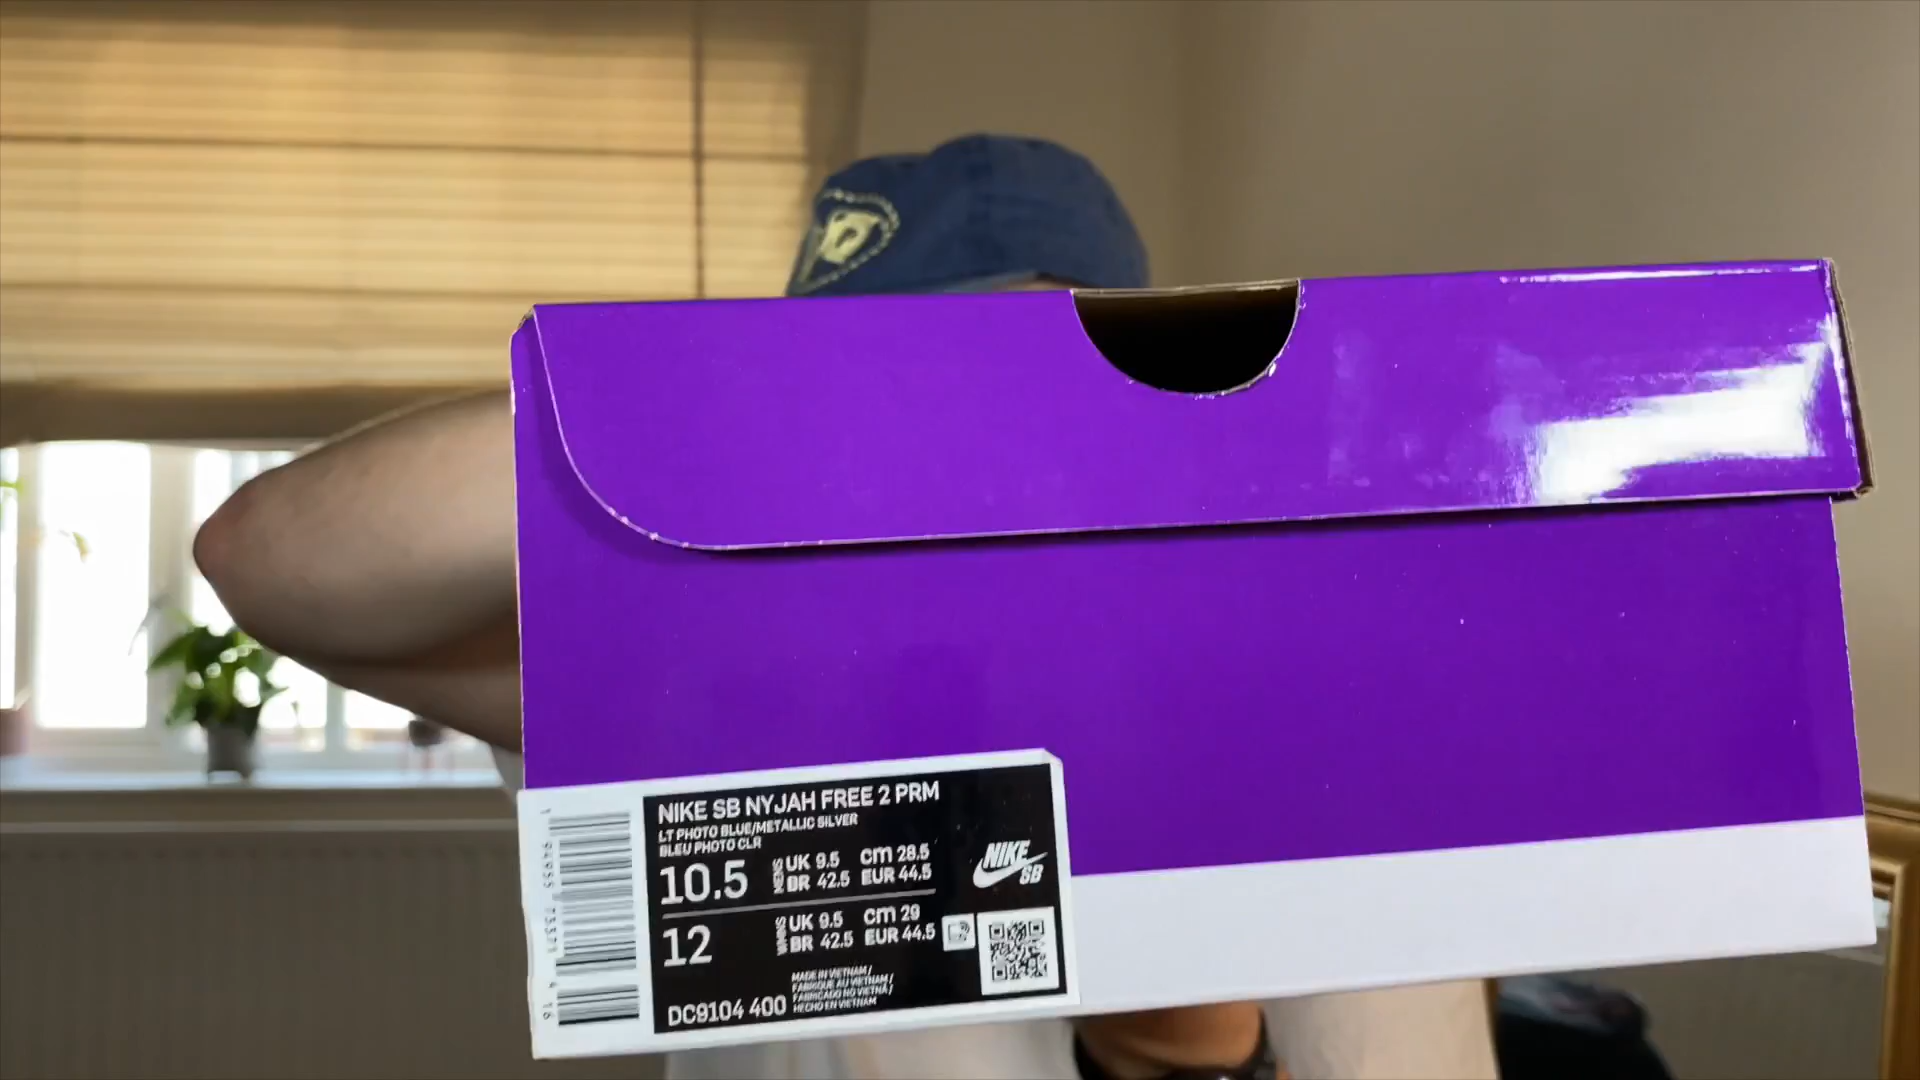 NIKE SB NYJAH FREE 2 PRM
LT PHOTO BLUE/METALLIC SILVER
BLEU PHOTO CLR
10.5 MENS UK 9.5 cm 28.5
BR 42.5 EUR 44.5
12 WMNS UK 9.5 cm 29
BR 42.5 EUR 44.5
NIKE
SB
MADE IN VIETNAM /
FABRIQUE AU VIETNAM /
FABRICADO NO VIETNÃ /
HECHO EN VIETNAM
DC9104 400